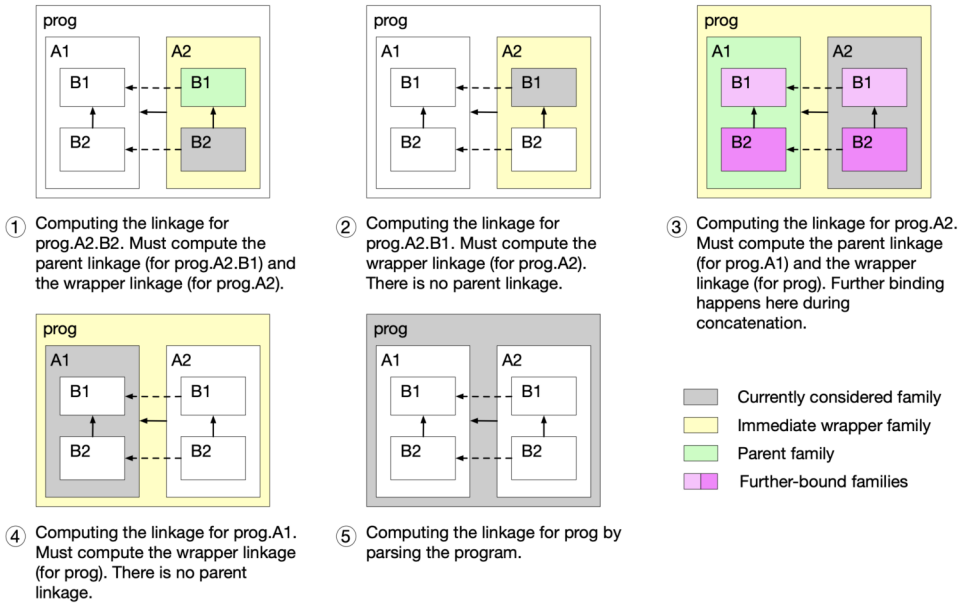 prog
A1
A2
B1
B1
B2
B2
1
Computing the linkage for
prog.A2.B2. Must compute the
parent linkage (for prog.A2.B1) and
the wrapper linkage (for prog.A2).
prog
A1
A2
B1
B1
B2
B2
2
Computing the linkage for
prog.A2.B1. Must compute the
wrapper linkage (for prog.A2).
There is no parent linkage.
prog
A1
A2
B1
B1
B2
B2
3
Computing the linkage for prog.A2.
Must compute the parent linkage
(for prog.A1) and the wrapper
linkage (for prog). Further binding
happens here during
concatenation.
prog
A1
A2
B1
B1
B2
B2
4
Computing the linkage for prog.A1.
Must compute the wrapper linkage
(for prog). There is no parent
linkage.
prog
A1
A2
B1
B1
B2
B2
5
Computing the linkage for prog by
parsing the program.
Currently considered family
Immediate wrapper family
Parent family
Further-bound families